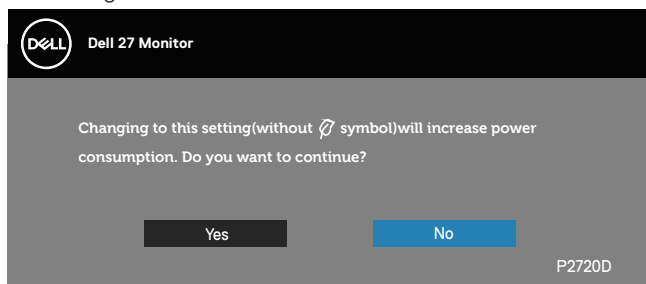 DELL
Dell 27 Monitor
Changing to this setting(without symbol)will increase power
consumption. Do you want to continue?
Yes
No
P2720D